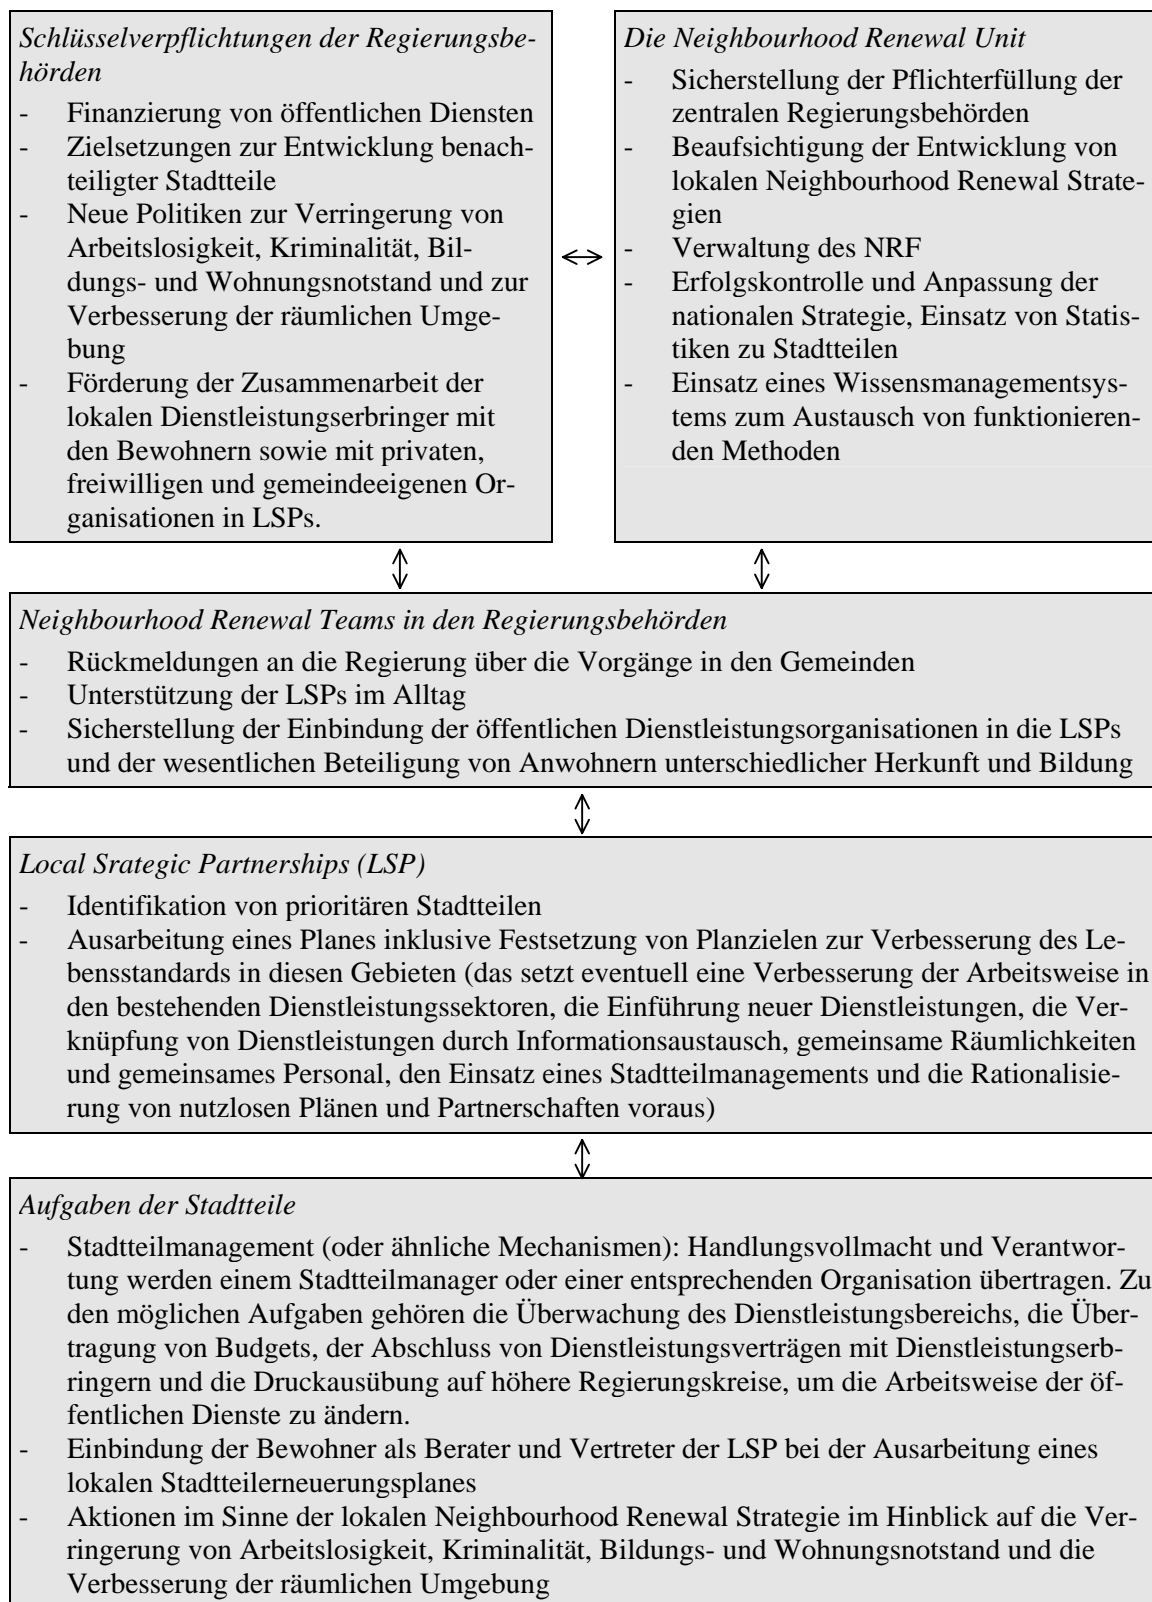 Schlüsselverpflichtungen der Regierungsbe-
hörden
- Finanzierung von öffentlichen Diensten
- Zielsetzungen zur Entwicklung benach-
teiligter Stadtteile
- Neue Politiken zur Verringerung von
Arbeitslosigkeit, Kriminalität, Bil-
dungs- und Wohnungsnotstand und zur
Verbesserung der räumlichen Umge-
bung
- Förderung der Zusammenarbeit der
lokalen Dienstleistungserbringer mit
den Bewohnern sowie mit privaten,
freiwilligen und gemeindeeigenen Or-
ganisationen in LSPs.
Die Neighbourhood Renewal Unit
- Sicherstellung der Pflichterfüllung der
zentralen Regierungsbehörden
- Beaufsichtigung der Entwicklung von
lokalen Neighbourhood Renewal Strate-
gien
- Verwaltung des NRF
- Erfolgskontrolle und Anpassung der
nationalen Strategie, Einsatz von Statis-
tiken zu Stadtteilen
- Einsatz eines Wissensmanagementsys-
tems zum Austausch von funktionieren-
den Methoden
Neighbourhood Renewal Teams in den Regierungsbehörden
- Rückmeldungen an die Regierung über die Vorgänge in den Gemeinden
- Unterstützung der LSPs im Alltag
- Sicherstellung der Einbindung der öffentlichen Dienstleistungsorganisationen in die LSPs
und der wesentlichen Beteiligung von Anwohnern unterschiedlicher Herkunft und Bildung
Local Srategic Partnerships (LSP)
- Identifikation von prioritären Stadtteilen
- Ausarbeitung eines Planes inklusive Festsetzung von Planzielen zur Verbesserung des Le-
bensstandards in diesen Gebieten (das setzt eventuell eine Verbesserung der Arbeitsweise in
den bestehenden Dienstleistungssektoren, die Einführung neuer Dienstleistungen, die Ver-
knüpfung von Dienstleistungen durch Informationsaustausch, gemeinsame Räumlichkeiten
und gemeinsames Personal, den Einsatz eines Stadtteilmanagements und die Rationalisie-
rung von nutzlosen Plänen und Partnerschaften voraus)
Aufgaben der Stadtteile
- Stadtteilmanagement (oder ähnliche Mechanismen): Handlungsvollmacht und Verantwor-
tung werden einem Stadtteilmanager oder einer entsprechenden Organisation übertragen. Zu
den möglichen Aufgaben gehören die Überwachung des Dienstleistungsbereichs, die Über-
tragung von Budgets, der Abschluss von Dienstleistungsverträgen mit Dienstleistungserb-
ringern und die Druckausübung auf höhere Regierungskreise, um die Arbeitsweise der öf-
fentlichen Dienste zu ändern.
- Einbindung der Bewohner als Berater und Vertreter der LSP bei der Ausarbeitung eines
lokalen Stadtteilerneuerungsplanes
- Aktionen im Sinne der lokalen Neighbourhood Renewal Strategie im Hinblick auf die Ver-
ringerung von Arbeitslosigkeit, Kriminalität, Bildungs- und Wohnungsnotstand und die
Verbesserung der räumlichen Umgebung